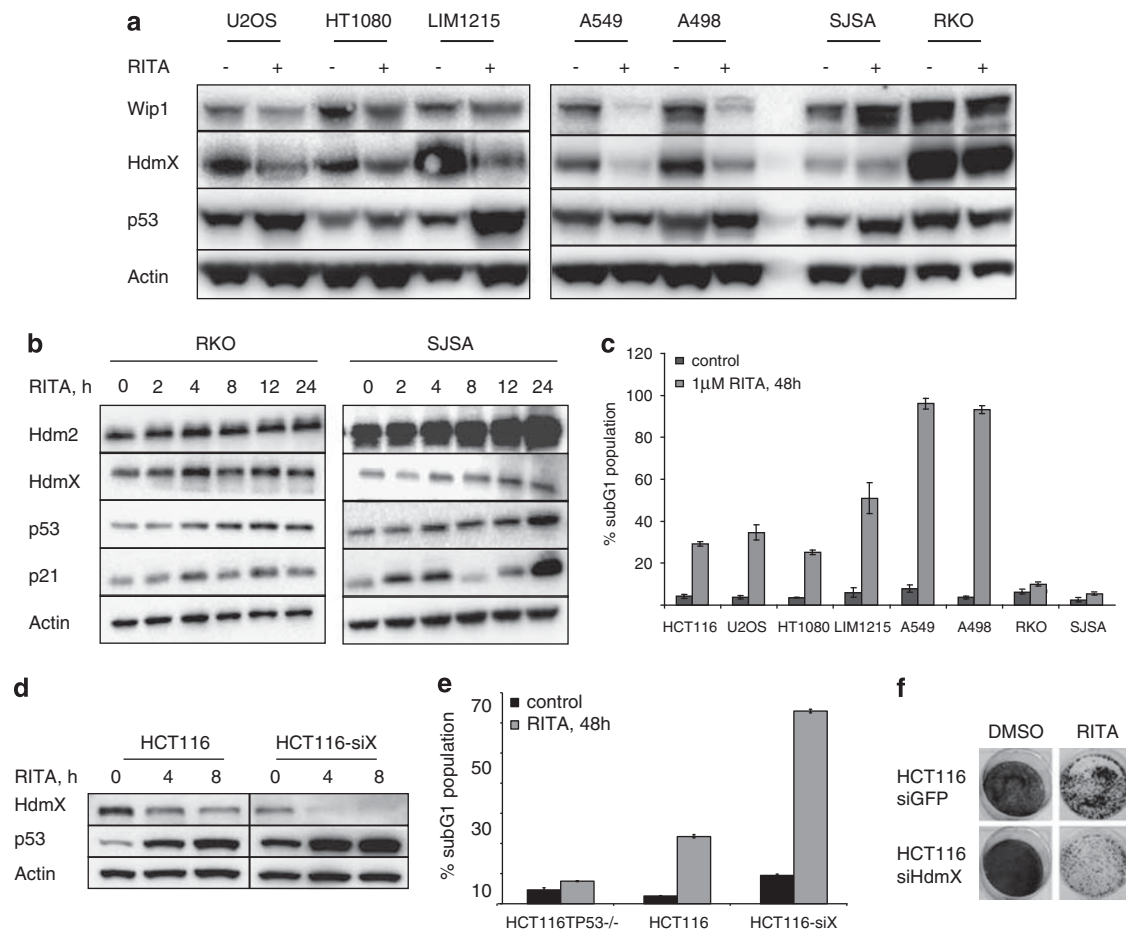 a
U2OS HT1080 LIM1215 A549 A498 SJSA RKO
RITA - + - + - + - + - + - + - +
Wip1
HdmX
p53
Actin
b
RKO SJSA
RITA, h 0 2 4 8 12 24 0 2 4 8 12 24
Hdm2
HdmX
p53
p21
Actin
c
control
1µM RITA, 48h
% subG1 population
120
100
80
60
40
20
HCT116 U2OS HT1080 LIM1215 A549 A498 RKO SJSA
d
HCT116 HCT116-siX
RITA, h 0 4 8 0 4 8
HdmX
p53
Actin
e
control
RITA, 48h
% subG1 population
70
50
30
10
HCT116TP53-/- HCT116 HCT116-siX
f
DMSO RITA
HCT116
siGFP
HCT116
siHdmX